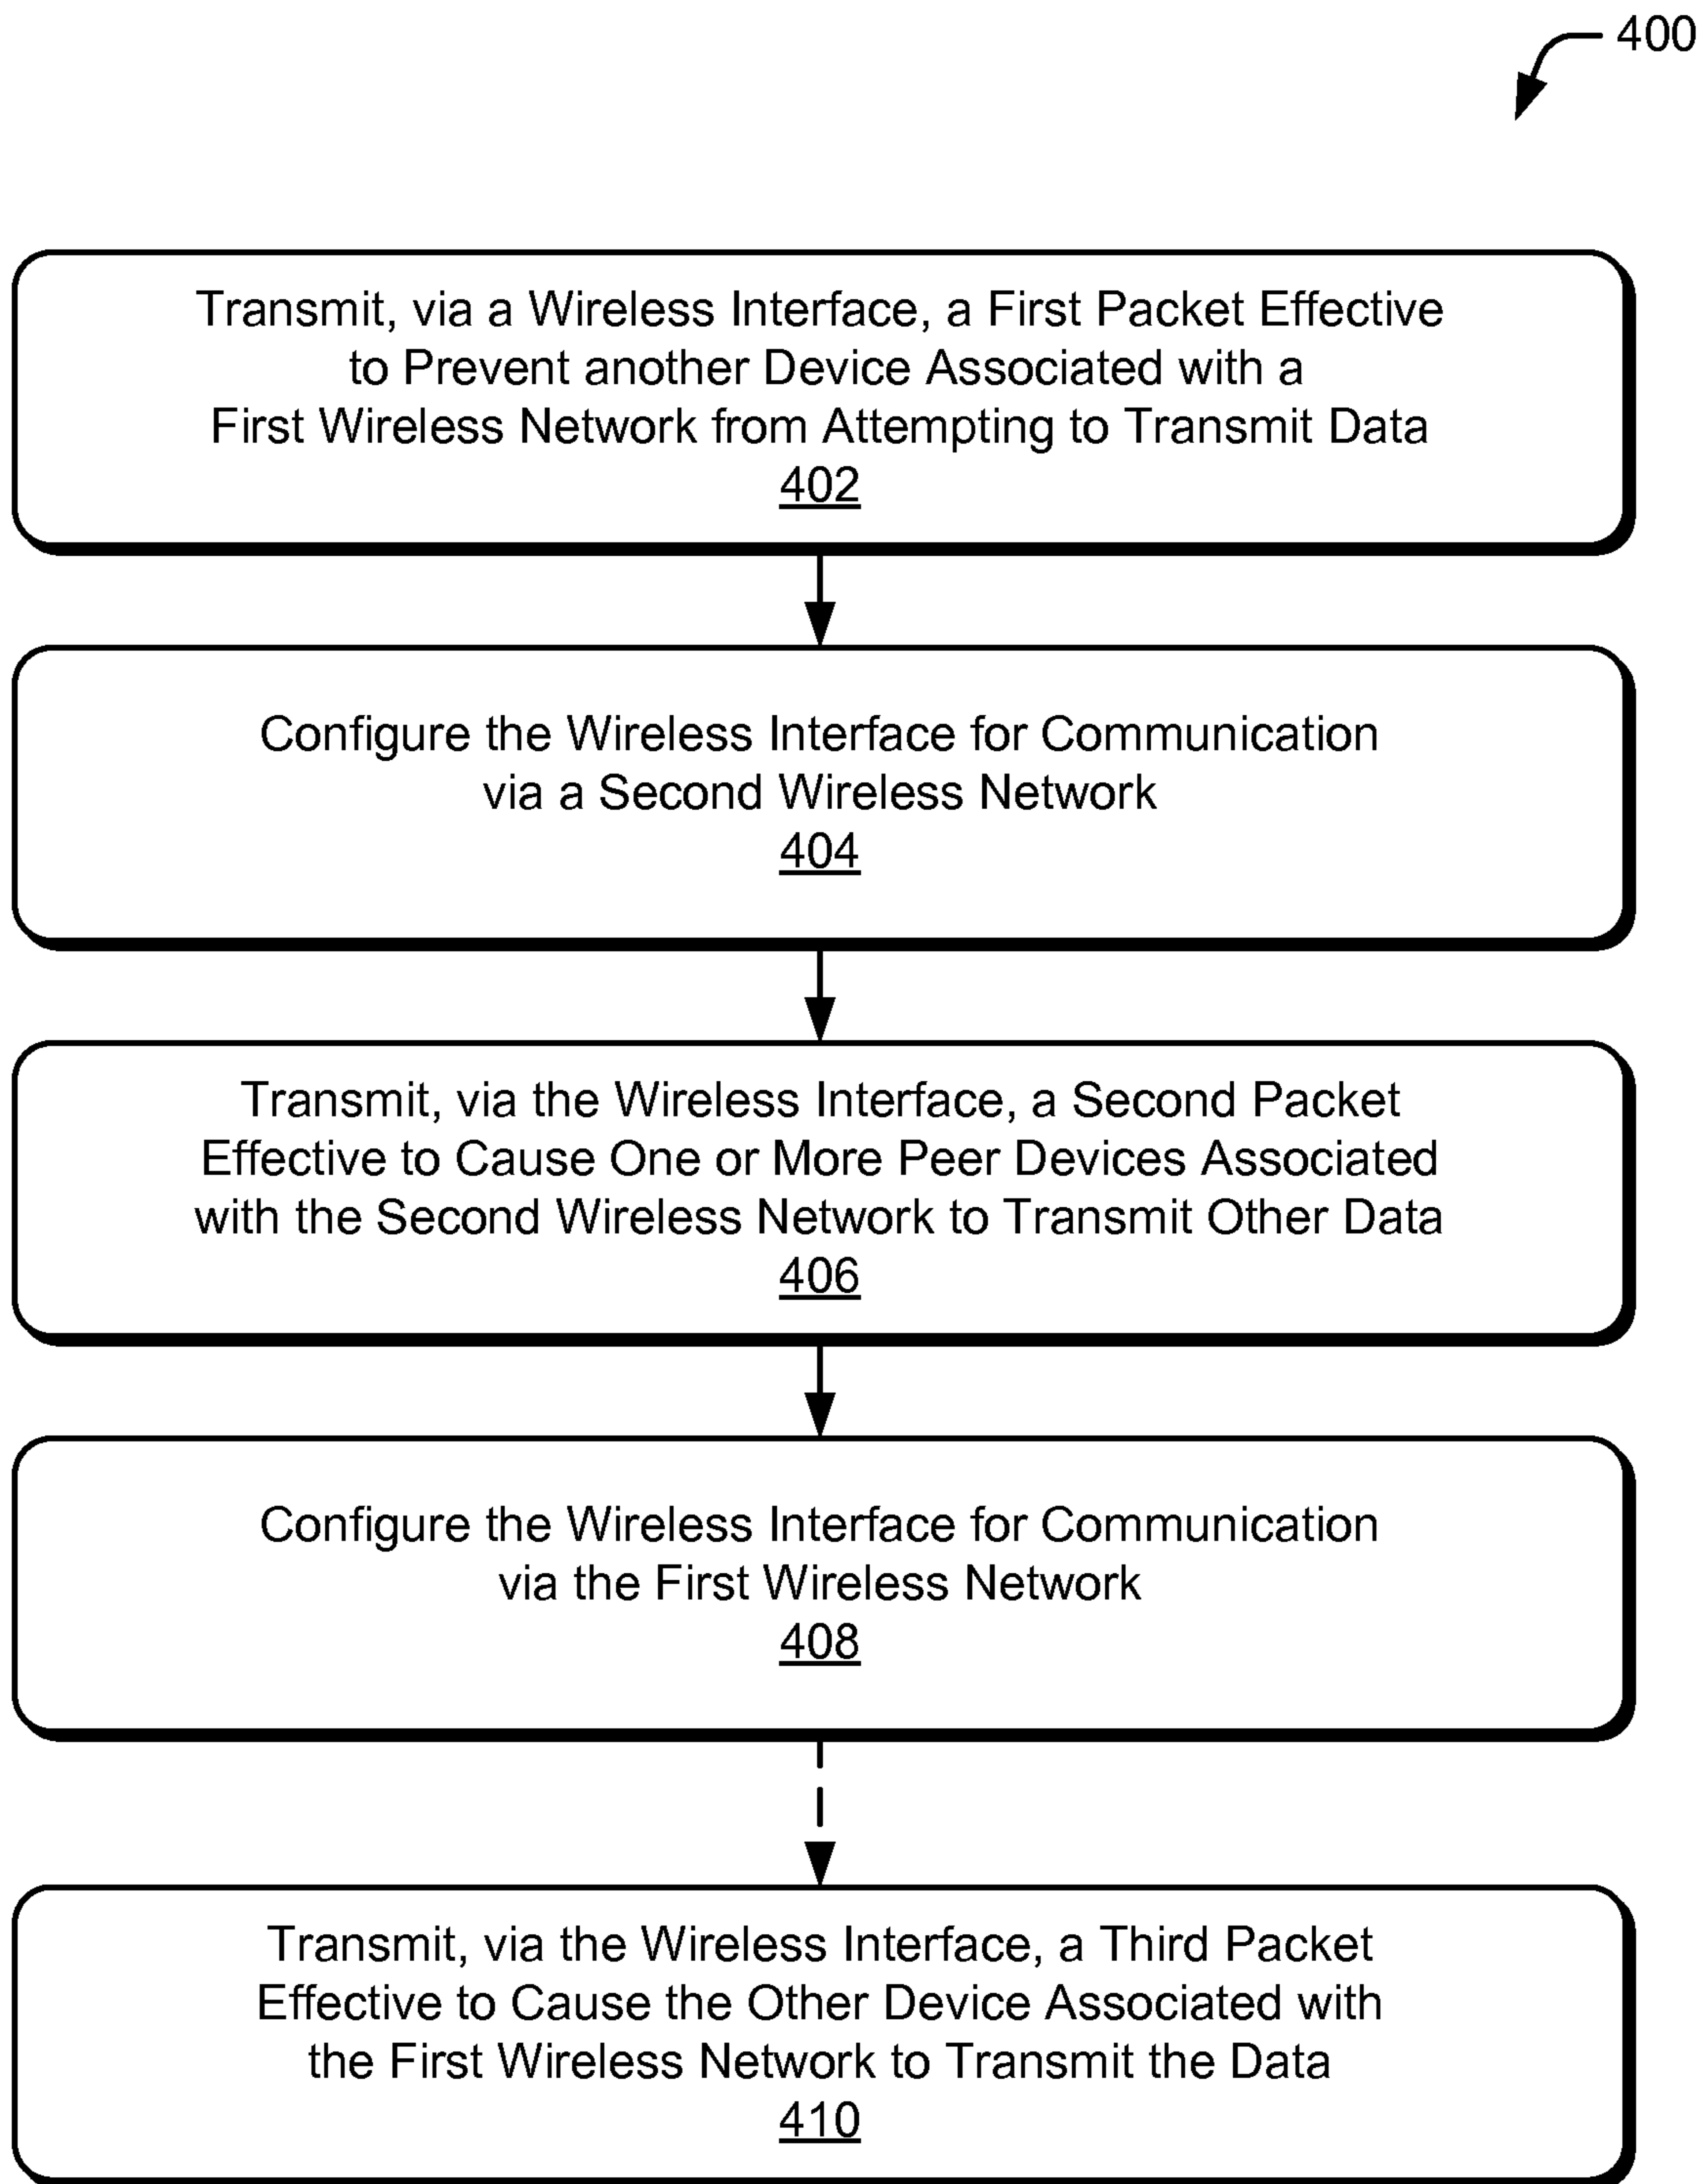 400
Transmit, via a Wireless Interface, a First Packet Effective
to Prevent another Device Associated with a
First Wireless Network from Attempting to Transmit Data
402
Configure the Wireless Interface for Communication
via a Second Wireless Network
404
Transmit, via the Wireless Interface, a Second Packet
Effective to Cause One or More Peer Devices Associated
with the Second Wireless Network to Transmit Other Data
406
Configure the Wireless Interface for Communication
via the First Wireless Network
408
Transmit, via the Wireless Interface, a Third Packet
Effective to Cause the Other Device Associated with
the First Wireless Network to Transmit the Data
410